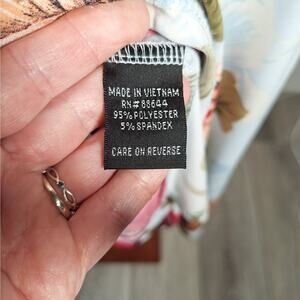 MADE IN VIETNAM
RN#88644
95% POLYESTER
5% SPANDEX
CARE ON REVERSE